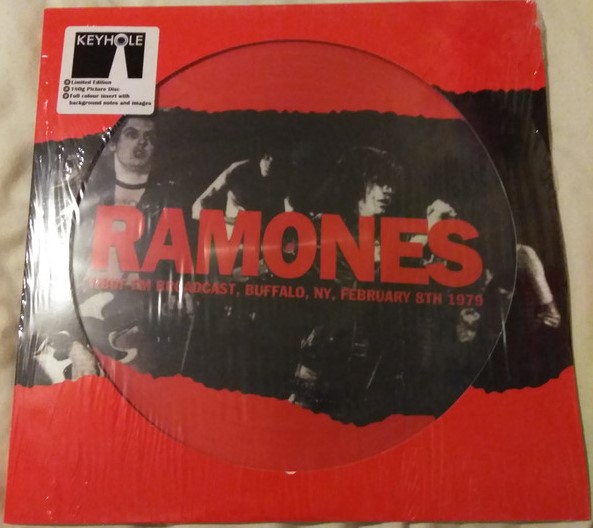 KEYHOLE
Limited Edition
180g Picture Disc
Full colour insert with
background notes and images
RAMONES
BROADCAST, BUFFALO, NY, FEBRUARY 8TH 1979